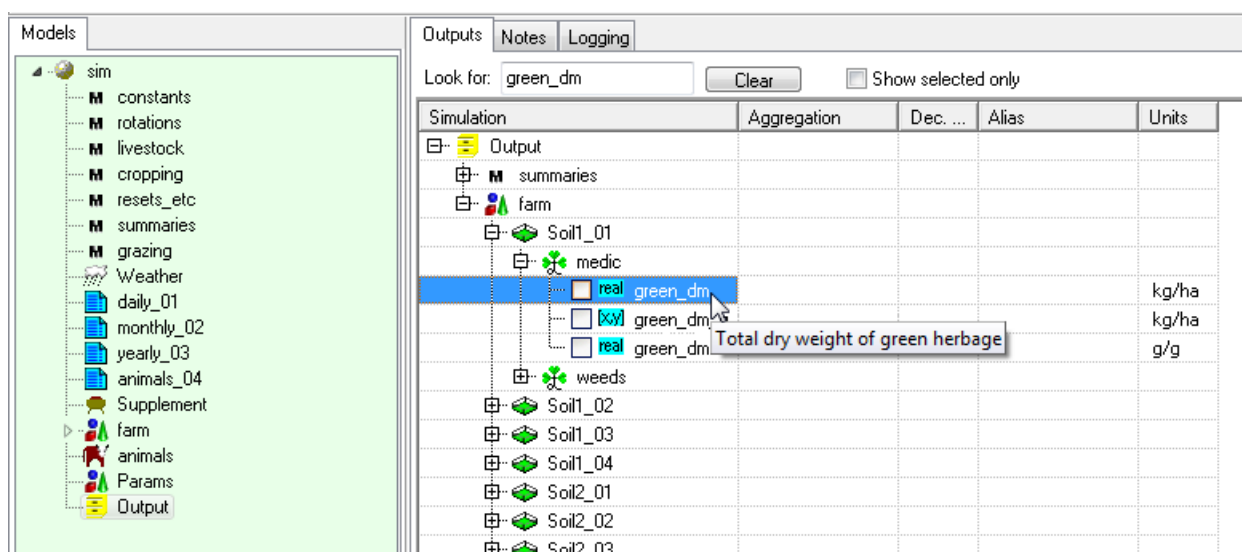 Models
sim
M constants
M rotations
M livestock
M cropping
M resets_etc
M summaries
M grazing
Weather
daily_01
monthly_02
yearly_03
animals_04
Supplement
farm
animals
Params
Output
Outputs Notes Logging
Look for: green_dm Clear Show selected only
Simulation Aggregation Dec. ... Alias Units
Output
M summaries
farm
Soil1_01
medic
real green_dm kg/ha
[x,y] green_dm kg/ha
Total dry weight of green herbage
real green_dm g/g
weeds
Soil1_02
Soil1_03
Soil1_04
Soil2_01
Soil2_02
Soil2_03